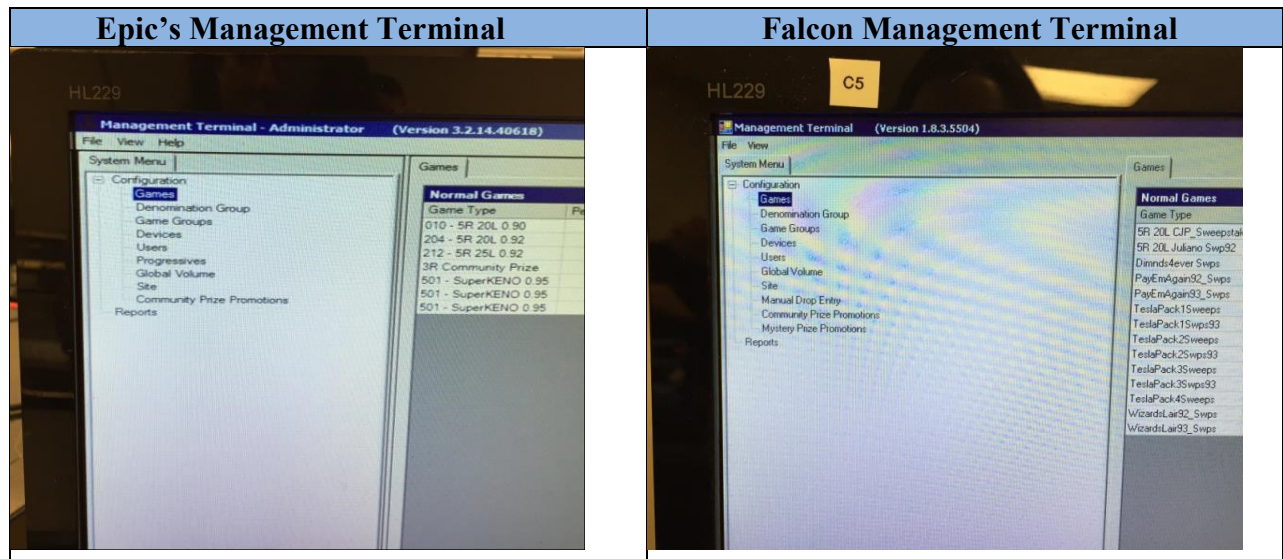 Epic's Management Terminal
Falcon Management Terminal
HL229
Management Terminal - Administrator (Version 3.2.14.40618)
File View Help
System Menu
Configuration
Games
Denomination Group
Game Groups
Devices
Users
Progressives
Global Volume
Site
Community Prize Promotions
Reports
Games
Normal Games
Game Type
010 - 5R 20L 0.90
204 - 5R 20L 0.92
212 - 5R 25L 0.92
3R Community Prize
501 - SuperKENO 0.95
501 - SuperKENO 0.95
501 - SuperKENO 0.95
HL229
C5
Management Terminal (Version 1.8.3.5504)
File View
System Menu
Configuration
Games
Denomination Group
Game Groups
Devices
Users
Global Volume
Site
Manual Drop Entry
Community Prize Promotions
Mystery Prize Promotions
Reports
Games
Normal Games
Game Type
5R 20L CJP_Sweepstak
5R 20L Juliano Swp92
Dimnds4ever Swps
PayEmAgain92_Swps
PayEmAgain93_Swps
TeslaPack1Sweeps
TeslaPack1Swps93
TeslaPack2Sweeps
TeslaPack2Swps93
TeslaPack3Sweeps
TeslaPack3Swps93
TeslaPack4Sweeps
WizardsLair92_Swps
WizardsLair93_Swps